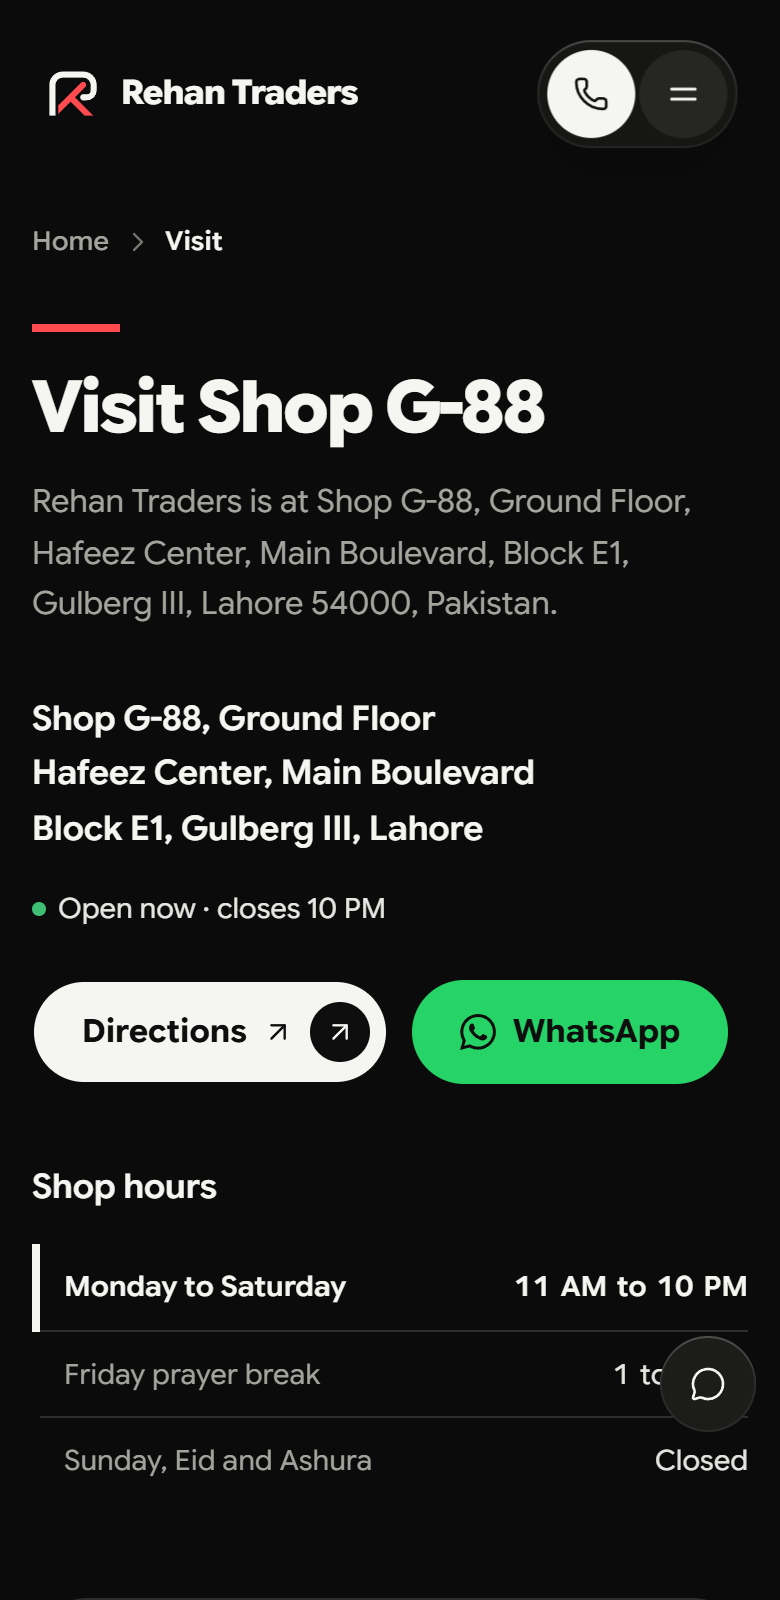 Rehan Traders
Home > Visit
Visit Shop G-88
Rehan Traders is at Shop G-88, Ground Floor,
Hafeez Center, Main Boulevard, Block E1,
Gulberg III, Lahore 54000, Pakistan.
Shop G-88, Ground Floor
Hafeez Center, Main Boulevard
Block E1, Gulberg III, Lahore
Open now · closes 10 PM
Directions
WhatsApp
Shop hours
Monday to Saturday 11 AM to 10 PM
Friday prayer break 1 to
Sunday, Eid and Ashura Closed